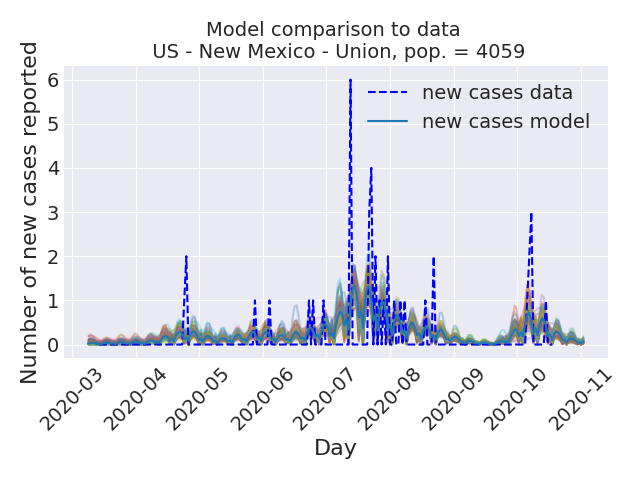 Model comparison to data
US - New Mexico - Union, pop. = 4059
Number of new cases reported
6
5
4
3
2
1
0
new cases data
new cases model
2020-03
2020-04
2020-05
2020-06
2020-07
2020-08
2020-09
2020-10
2020-11
Day